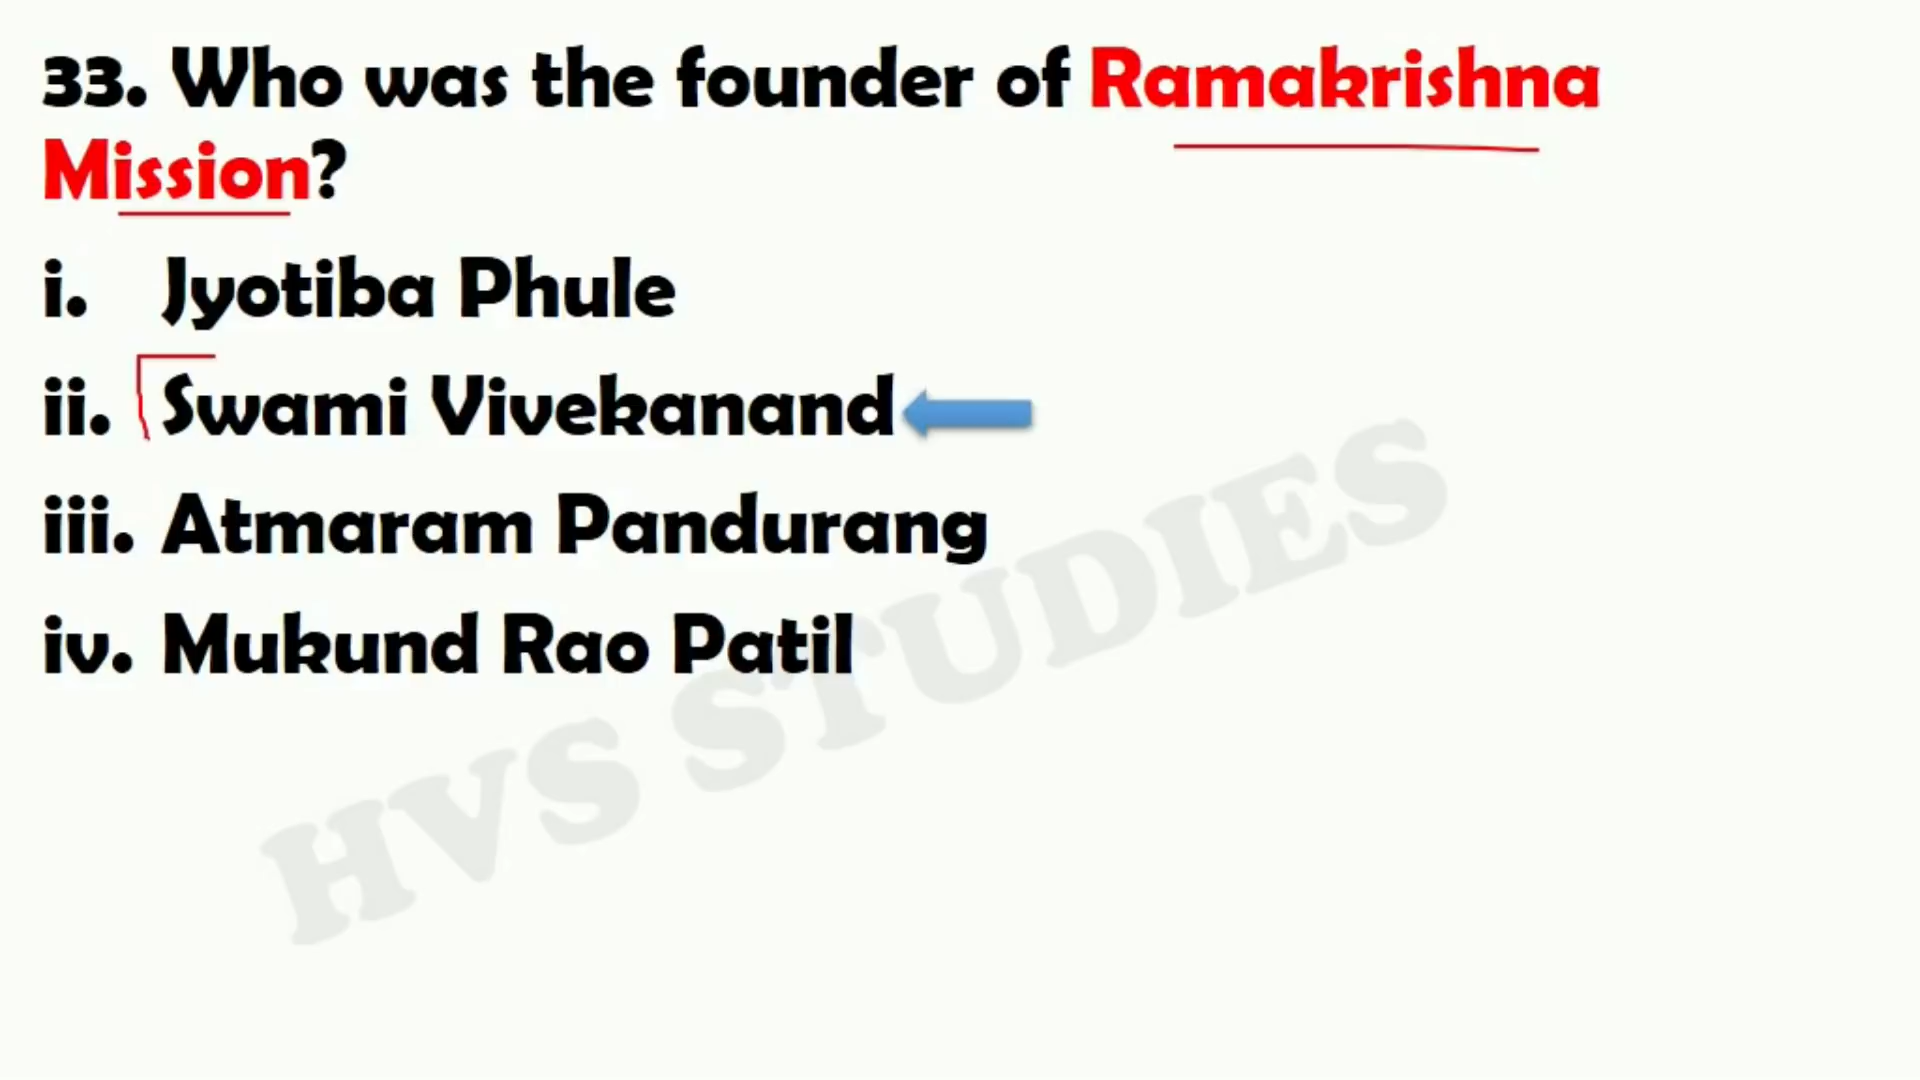 33. Who was the founder of Ramakrishna
Mission?
i. Jyotiba Phule
ii. Swami Vivekanand
iii. Atmaram Pandurang
iv. Mukund Rao Patil
HVS STUDIES